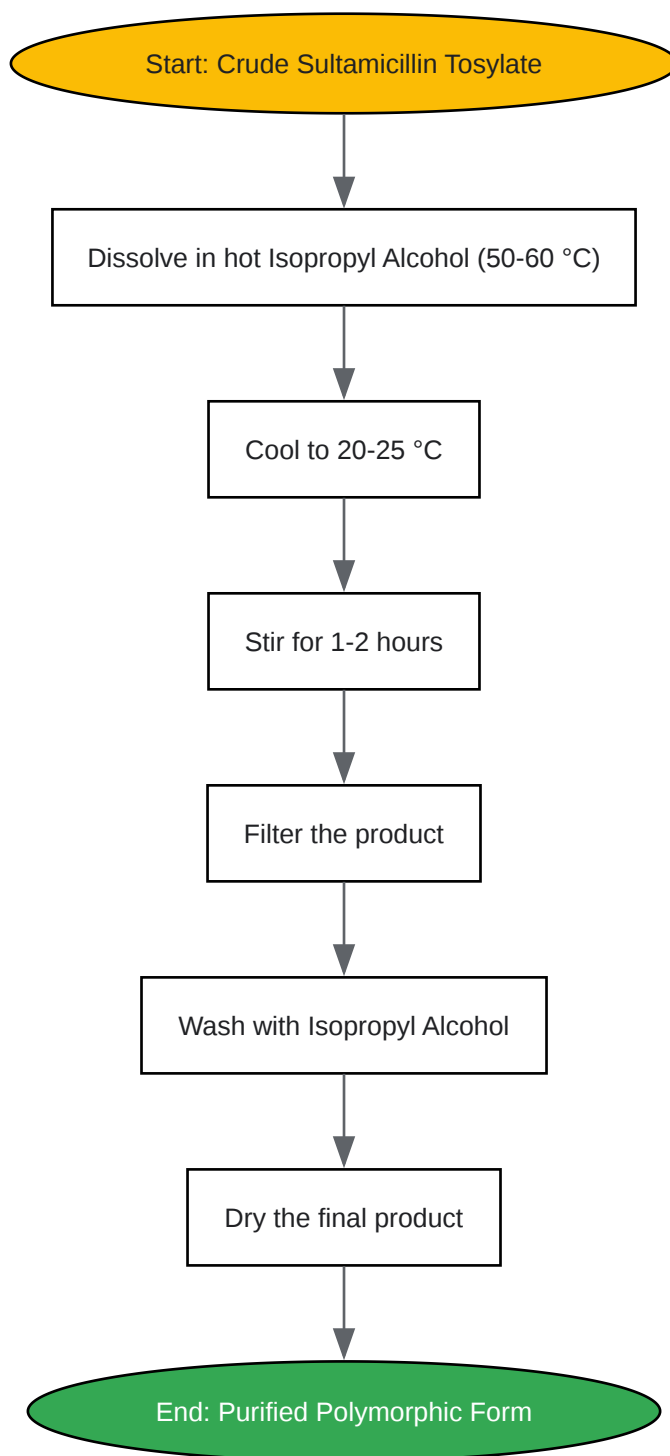 Start: Crude Sultamicillin Tosylate
Dissolve in hot Isopropyl Alcohol (50-60 °C)
Cool to 20-25 °C
Stir for 1-2 hours
Filter the product
Wash with Isopropyl Alcohol
Dry the final product
End: Purified Polymorphic Form